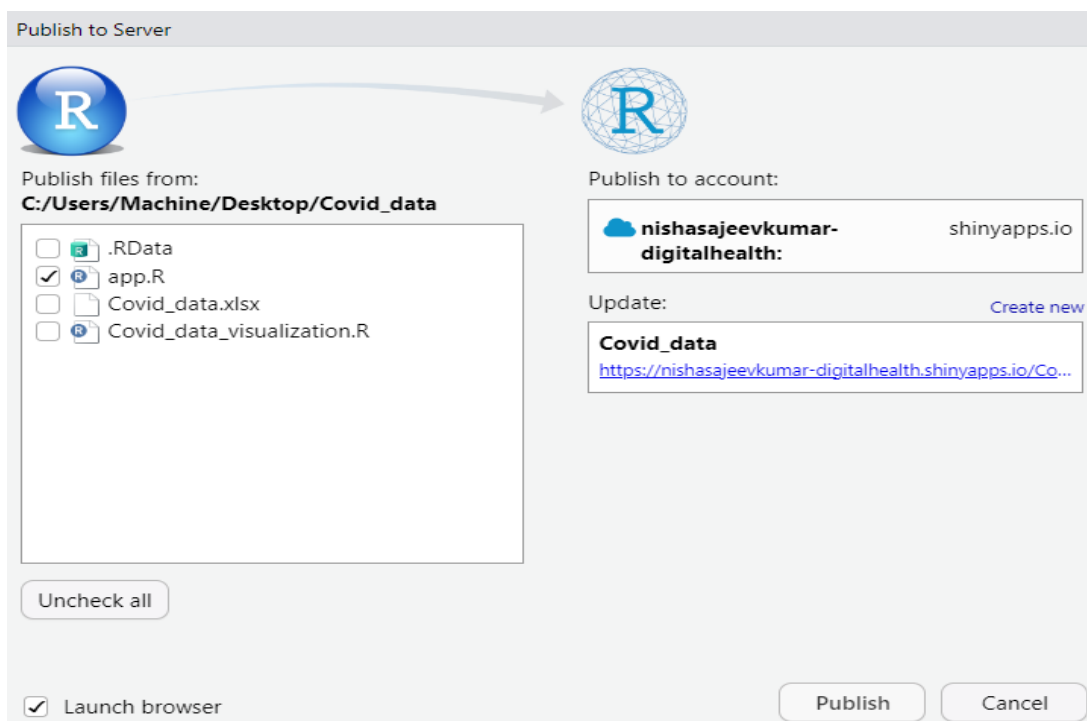 Publish to Server
R
R
Publish files from:
C:/Users/Machine/Desktop/Covid_data
R .RData
R app.R
Covid_data.xlsx
R Covid_data_visualization.R
Uncheck all
Publish to account:
nishasajeevkumar- shinyapps.io
digitalhealth:
Update: Create new
Covid_data
https://nishasajeevkumar-digitalhealth.shinyapps.io/Co...
Launch browser
Publish Cancel